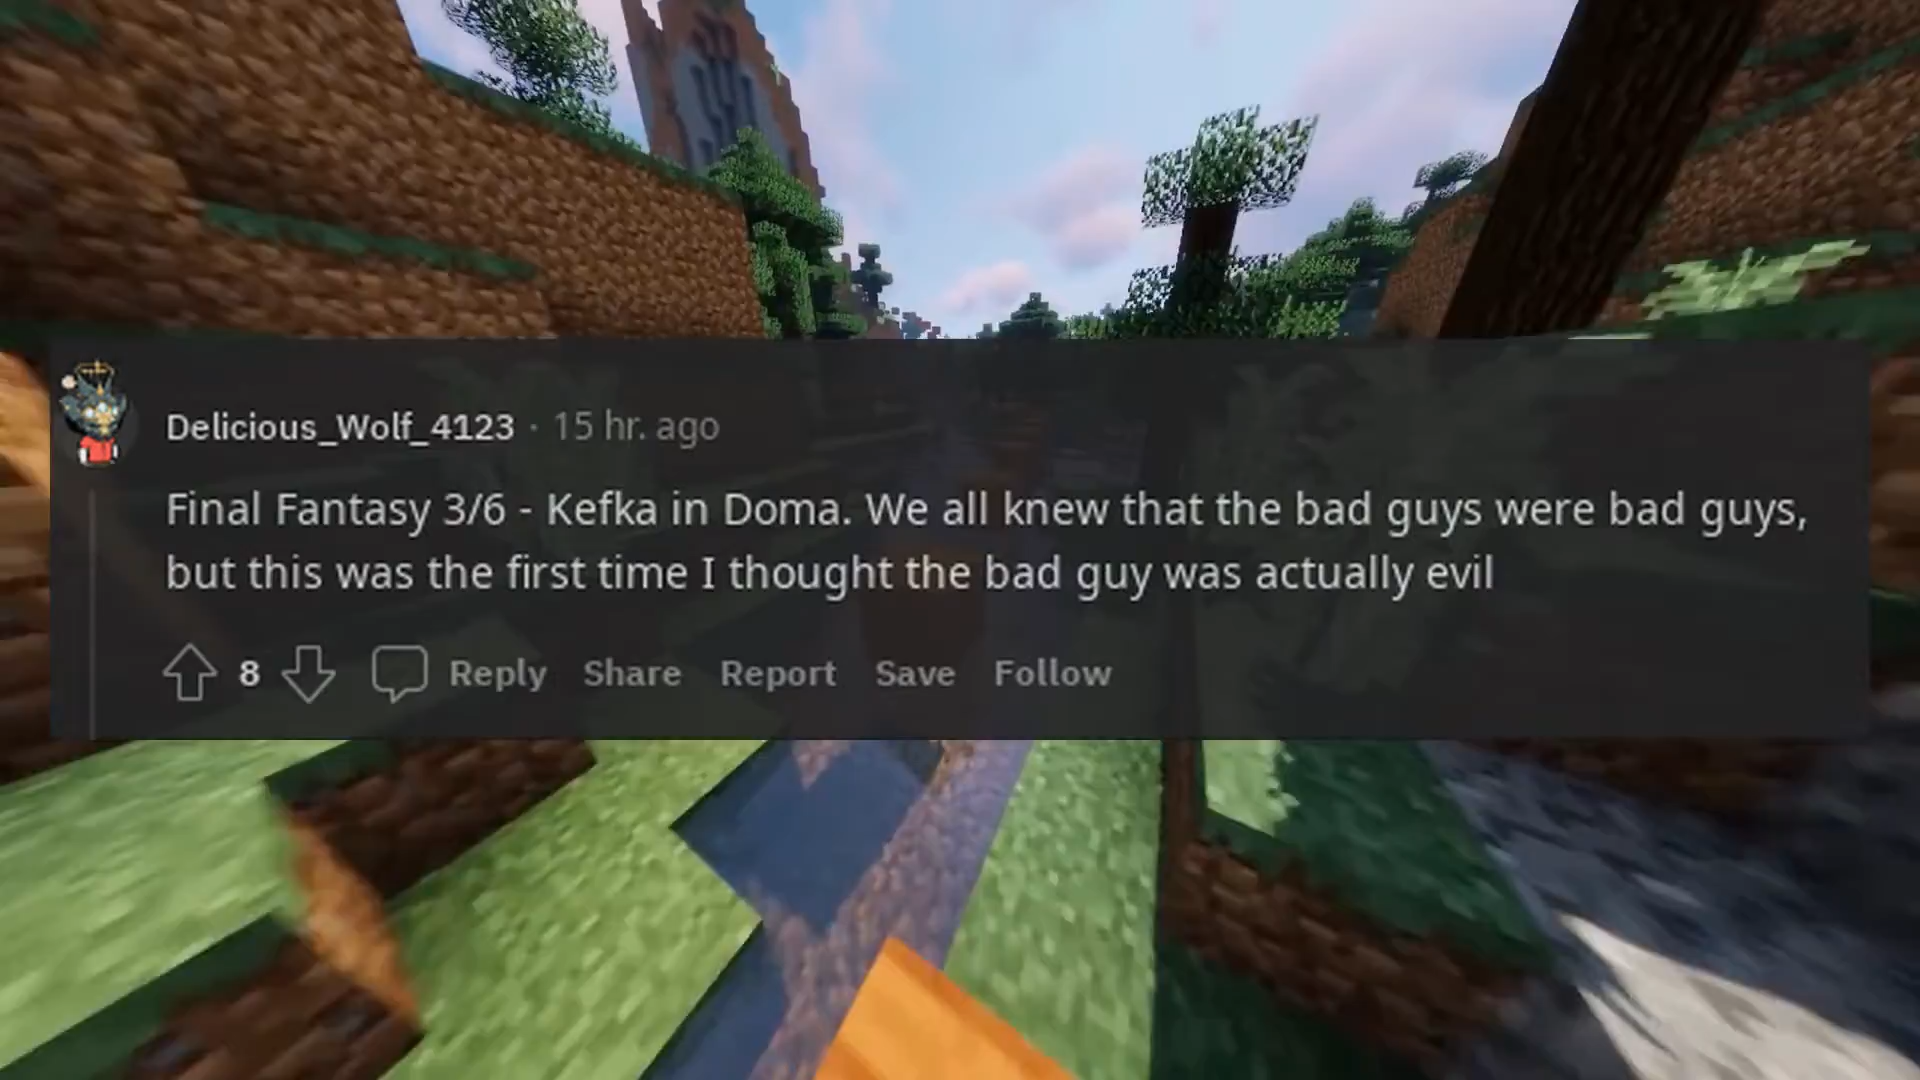 Delicious_Wolf_4123 · 15 hr. ago
Final Fantasy 3/6 - Kefka in Doma. We all knew that the bad guys were bad guys,
but this was the first time I thought the bad guy was actually evil
8 Reply Share Report Save Follow